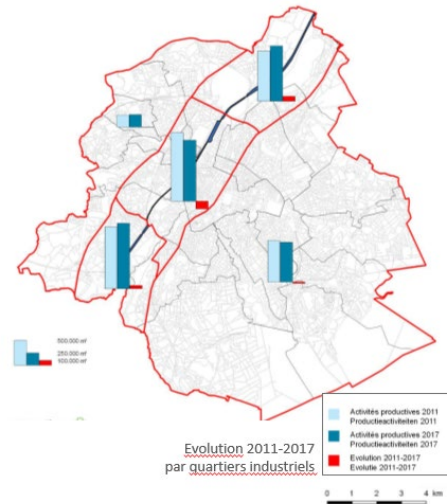 500.000 m²
250.000 m²
100.000 m²
Evolution 2011-2017
par quartiers industriels
Activités productives 2011
Productieactiviteiten 2011
Activités productives 2017
Productieactiviteiten 2017
Evolution 2011-2017
Evolutie 2011-2017
0 1 2 3 4 km